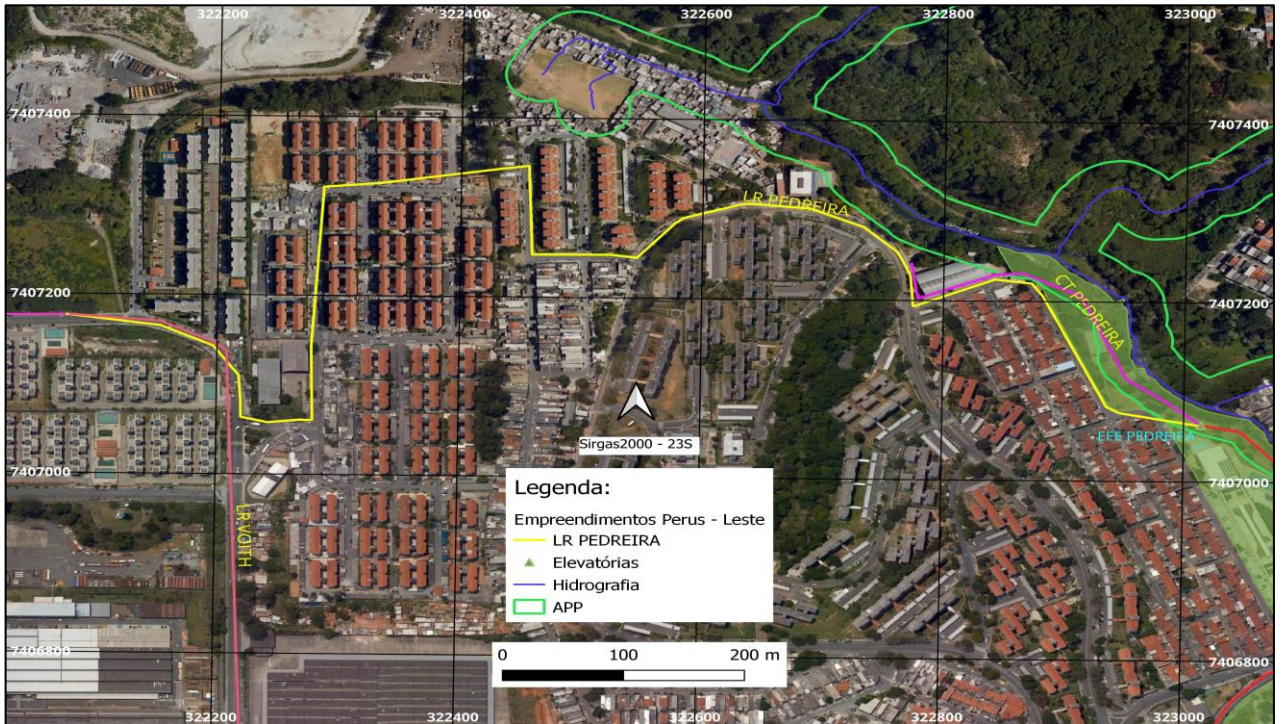 322200
322400
322600
322800
323000
7407400
7407400
LR PEDREIRA
Córrego Ajuá
7407200
7407200
CT PEDREIRA
Sirgas2000 - 23S
EEE PEDREIRA
7407000
7407000
LR VOITH
Legenda:
Empreendimentos Perus - Leste
LR PEDREIRA
Elevatórias
Hidrografia
APP
0 100 200 m
7406800
7406800
322200
322400
322600
322800
323000